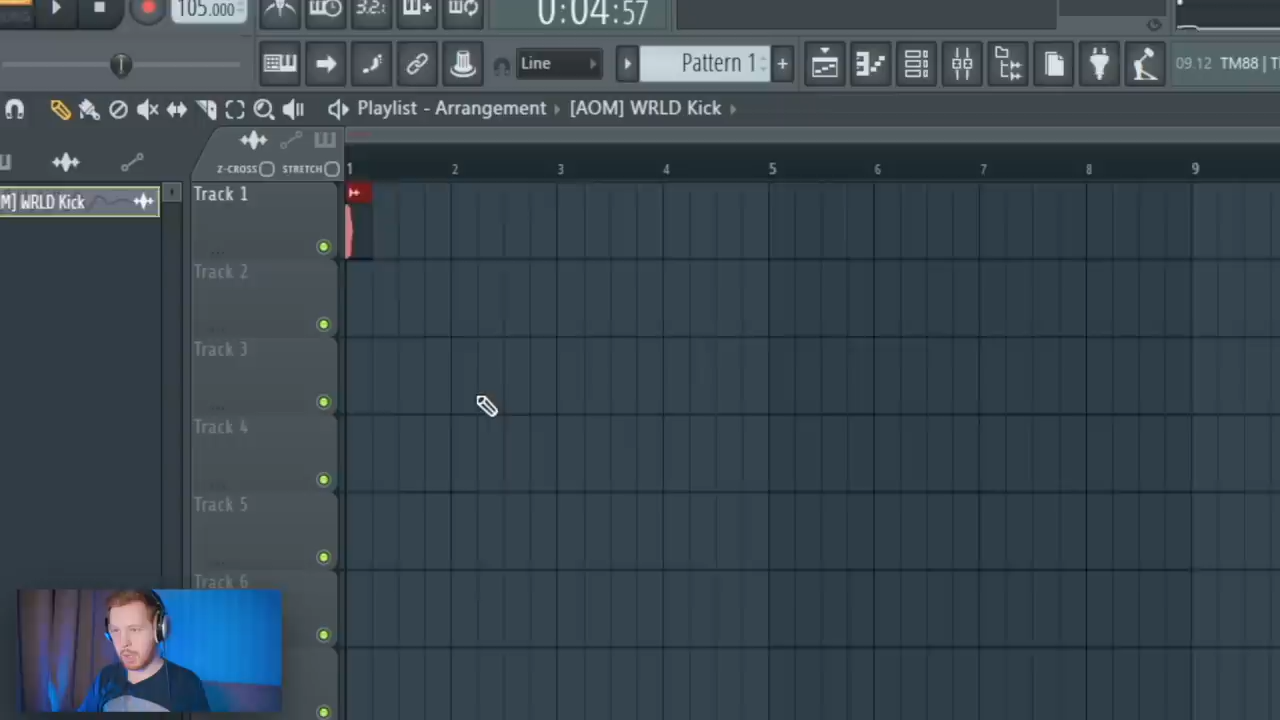 105.000
3.2.
0:04:57
Line
Pattern 1
+
09.12 TM88 | T
Playlist - Arrangement ▸ [AOM] WRLD Kick ▸
Z-CROSS STRETCH
1 2 3 4 5 6 7 8 9
M] WRLD Kick
Track 1
Track 2
Track 3
Track 4
Track 5
Track 6